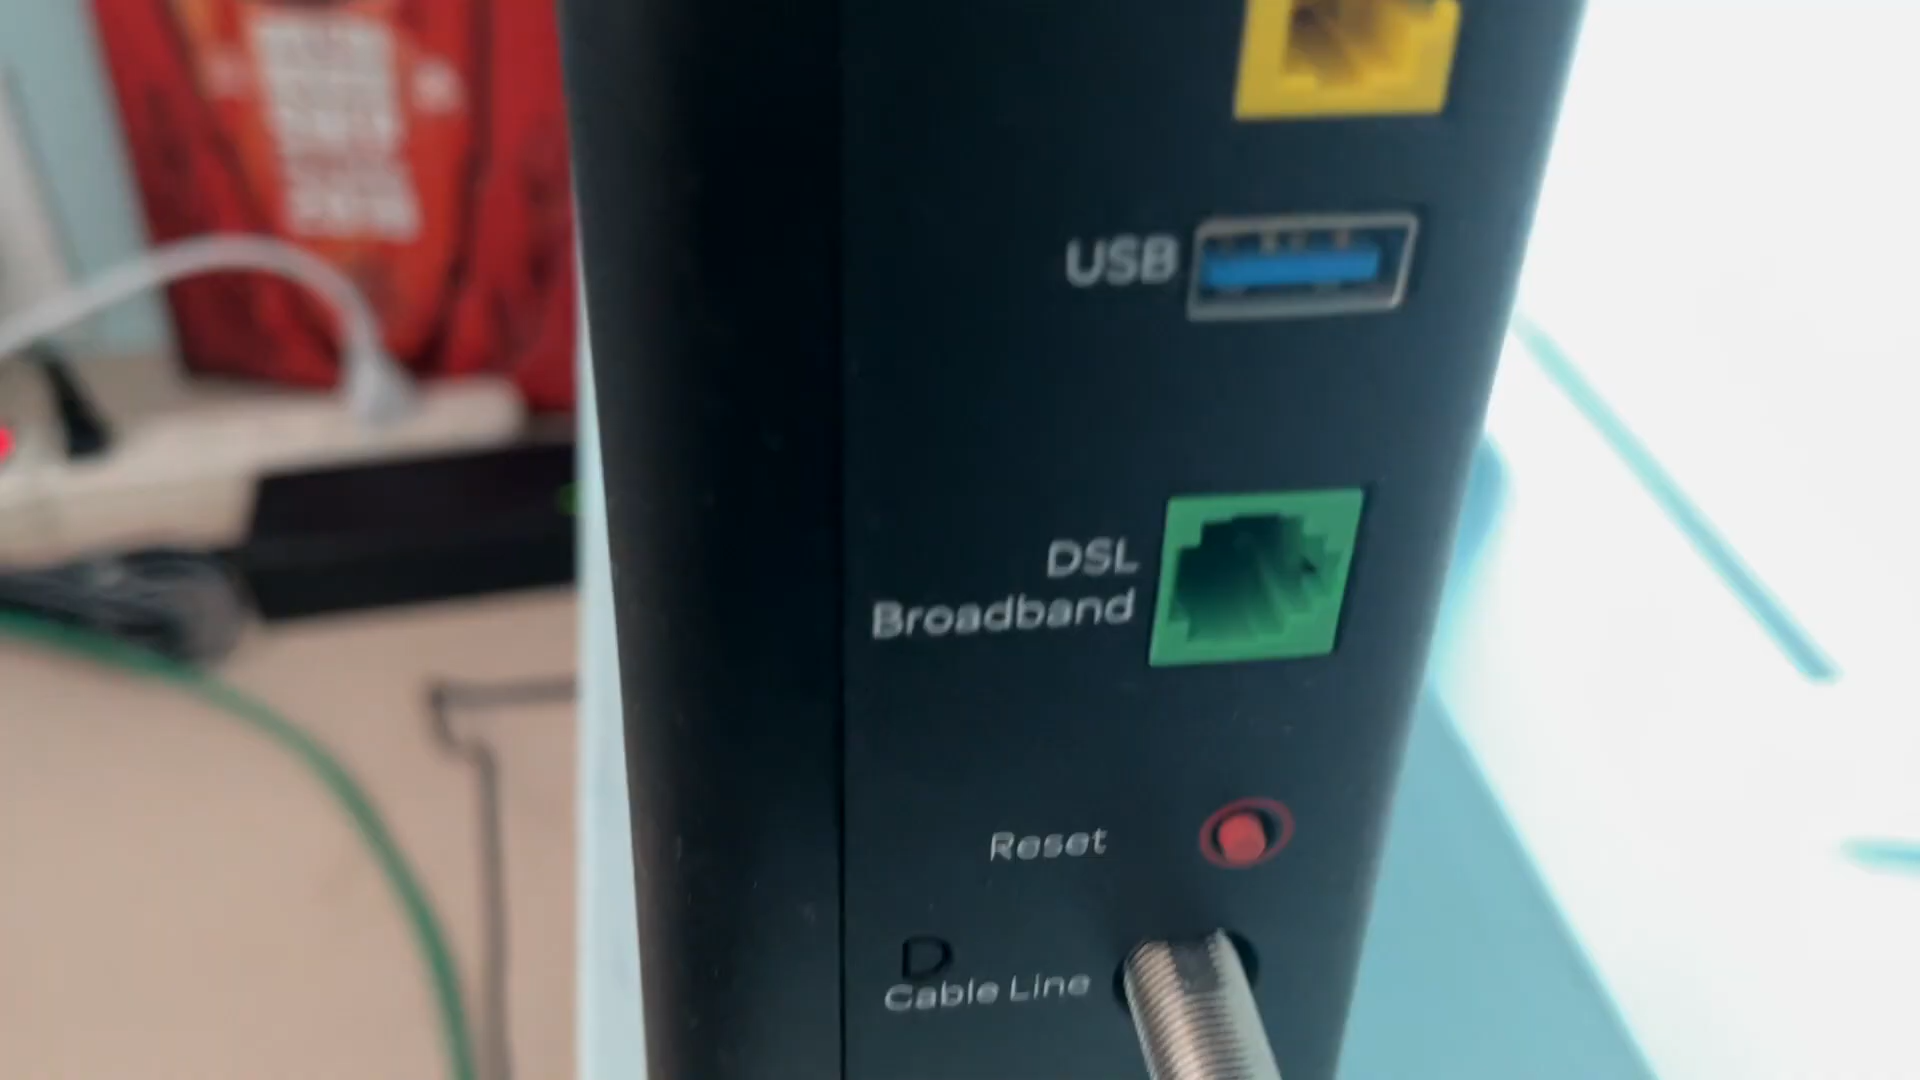 USB
DSL
Broadband
Reset
D
Cable Line